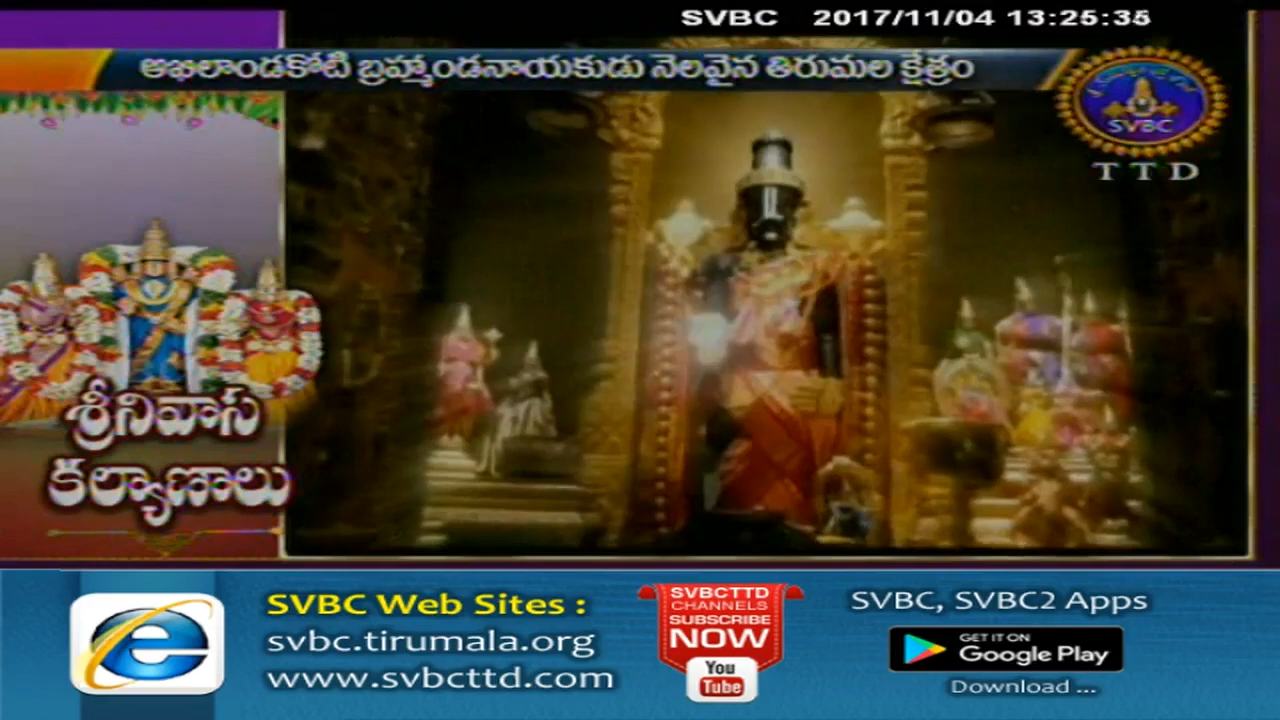 SVBC 2017/11/04 13:25:35
అఖిలాండకోటి బ్రహ్మాండనాయకుడు నెలవైన తిరుమల క్షేత్రం
SVBC
TTD
శ్రీనివాస
కల్యాణాలు
SVBC Web Sites :
svbc.tirumala.org
www.svbcttd.com
SVBCTTD
CHANNELS
SUBSCRIBE
NOW
You
Tube
SVBC, SVBC2 Apps
GET IT ON
Google Play
Download ...